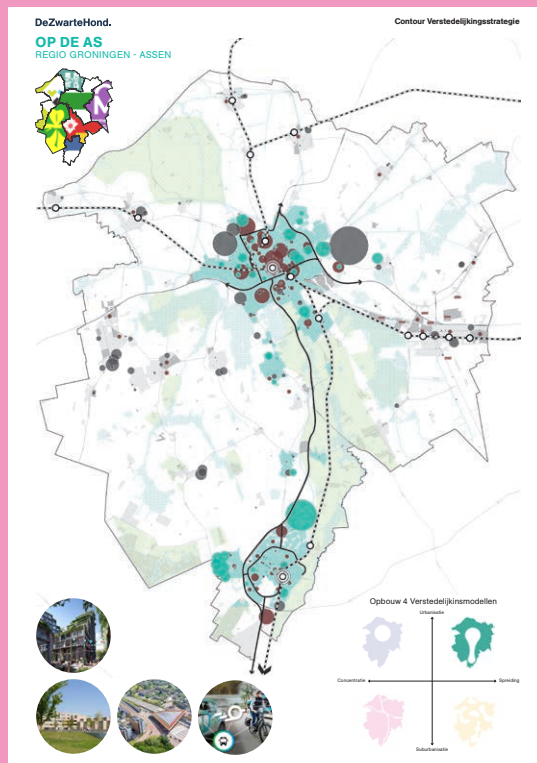 DeZwarteHond.
Contour Verstedelijkingsstrategie
OP DE AS
REGIO GRONINGEN - ASSEN
Opbouw 4 Verstedelijkinsmodellen
Urbanisatie
Concentratie
Spreiding
Suburbanisatie